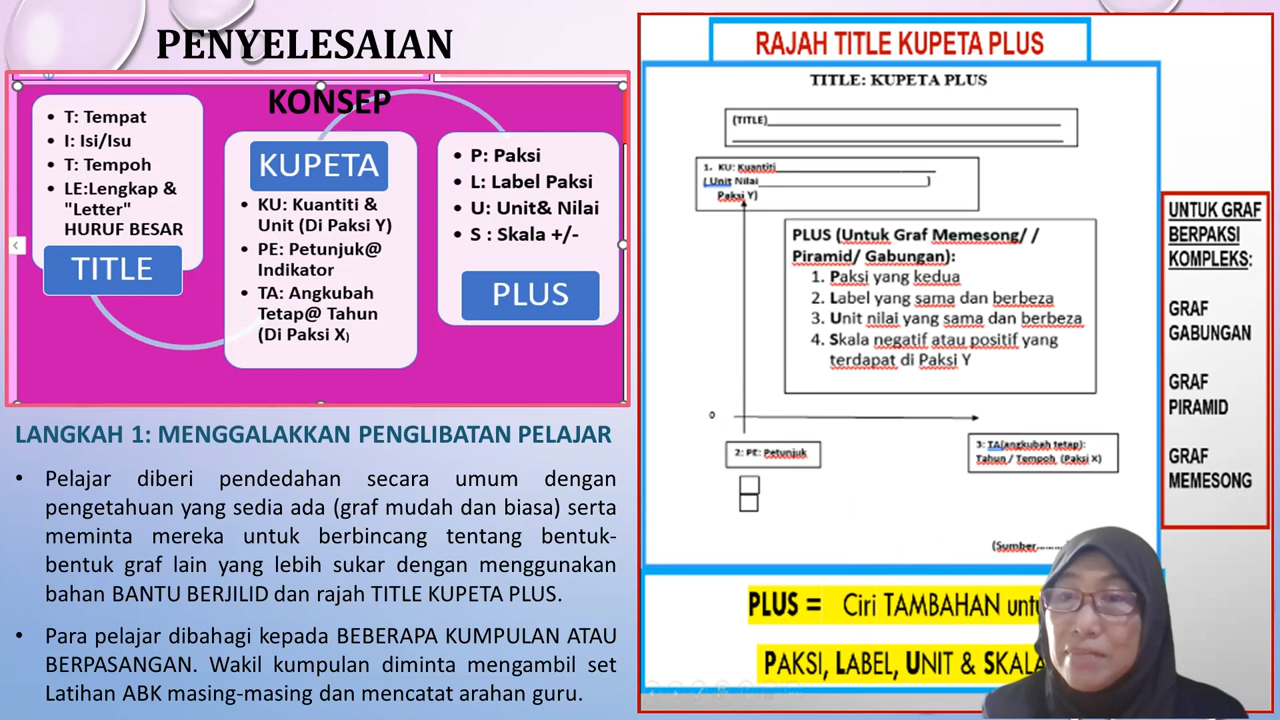 PENYELESAIAN
KONSEP
• T: Tempat
• I: Isi/Isu
• T: Tempoh
• LE:Lengkap &
"Letter"
HURUF BESAR
TITLE
KUPETA
• KU: Kuantiti &
Unit (Di Paksi Y)
• PE: Petunjuk@
Indikator
• TA: Angkubah
Tetap@ Tahun
(Di Paksi X)
• P: Paksi
• L: Label Paksi
• U: Unit& Nilai
• S : Skala +/-
PLUS
LANGKAH 1: MENGGALAKKAN PENGLIBATAN PELAJAR
• Pelajar diberi pendedahan secara umum dengan
pengetahuan yang sedia ada (graf mudah dan biasa) serta
meminta mereka untuk berbincang tentang bentuk-
bentuk graf lain yang lebih sukar dengan menggunakan
bahan BANTU BERJILID dan rajah TITLE KUPETA PLUS.
• Para pelajar dibahagi kepada BEBERAPA KUMPULAN ATAU
BERPASANGAN. Wakil kumpulan diminta mengambil set
Latihan ABK masing-masing dan mencatat arahan guru.
RAJAH TITLE KUPETA PLUS
TITLE: KUPETA PLUS
(TITLE)
1. KU: Kuantiti
( Unit Nilai )
Paksi Y)
PLUS (Untuk Graf Memesong/ /
Piramid/ Gabungan):
1. Paksi yang kedua
2. Label yang sama dan berbeza
3. Unit nilai yang sama dan berbeza
4. Skala negatif atau positif yang
terdapat di Paksi Y
0
2: PE: Petunjuk
3: TA(angkubah tetap):
Tahun / Tempoh (Paksi X)
(Sumber.......
PLUS = Ciri TAMBAHAN
PAKSI, LABEL, UNIT & SKALA
UNTUK GRAF
BERPAKSI
KOMPLEKS:
GRAF
GABUNGAN
GRAF
PIRAMID
GRAF
MEMESONG